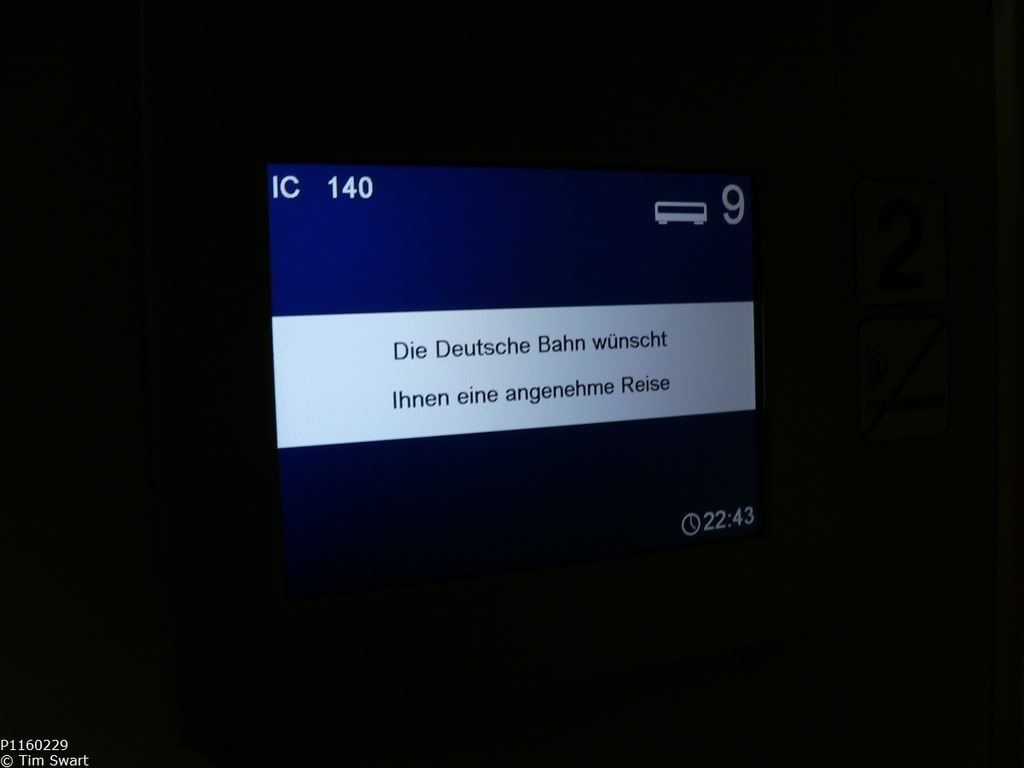 IC 140
9
Die Deutsche Bahn wünscht
Ihnen eine angenehme Reise
22:43
2
P1160229
© Tim Swart